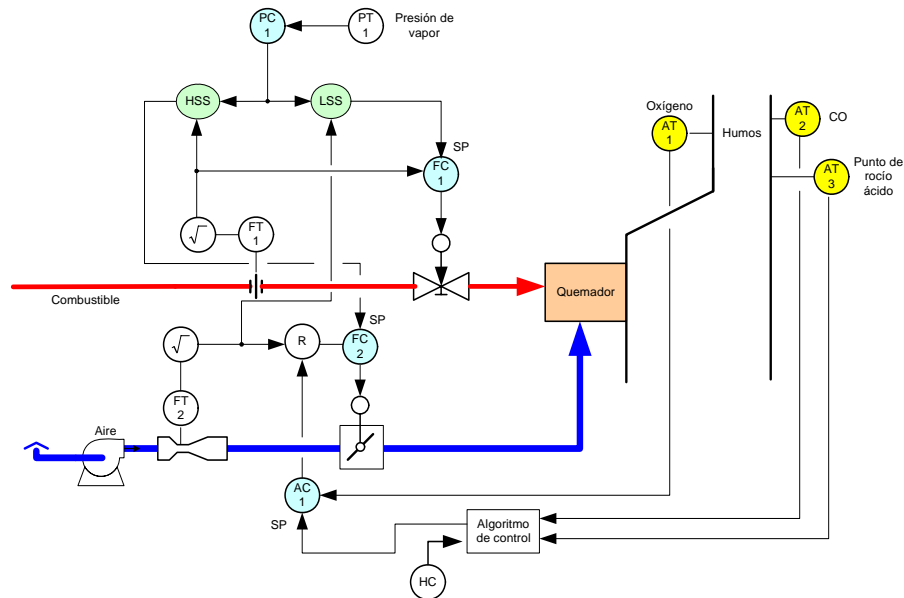 PC
1
PT
1
Presión de
vapor
HSS
LSS
SP
FC
1
√
FT
1
Combustible
Quemador
Oxígeno
AT
1
Humos
AT
2
CO
AT
3
Punto de
rocío
ácido
√
R
SP
FC
2
FT
2
Aire
AC
1
SP
Algoritmo
de control
HC